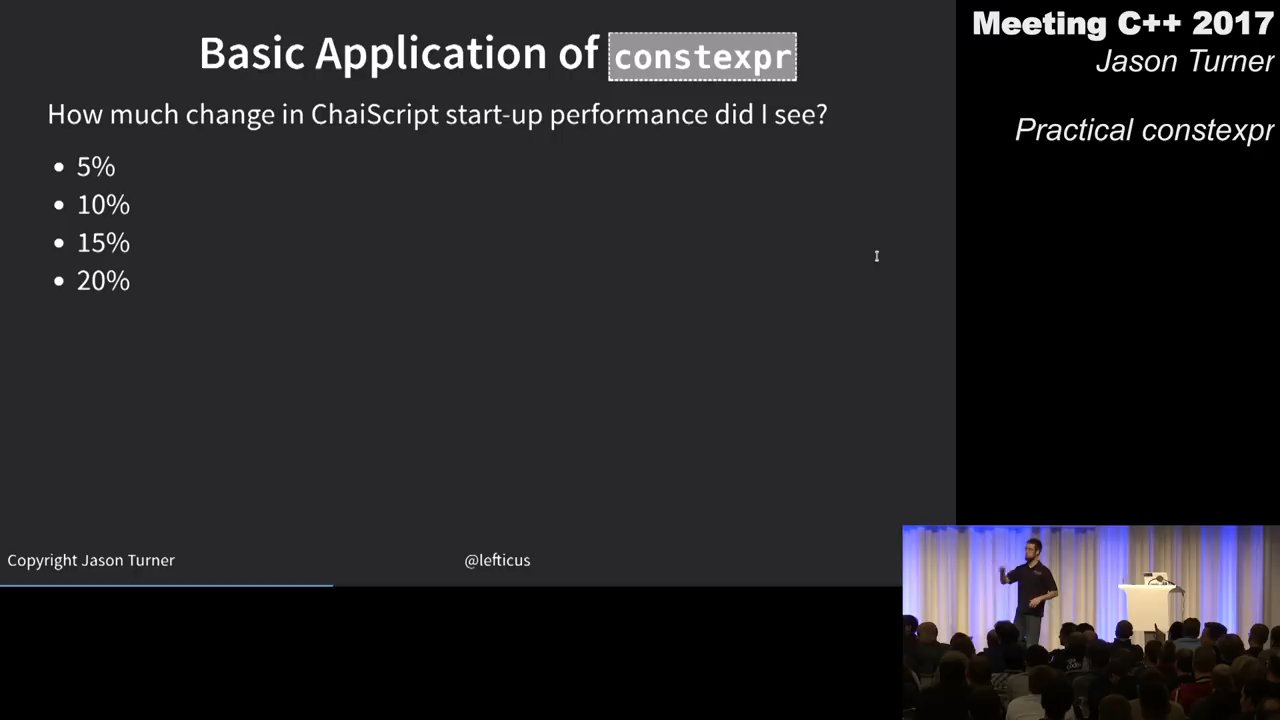 Basic Application of constexpr
How much change in ChaiScript start-up performance did I see?
5%
10%
15%
20%
Copyright Jason Turner
@lefticus
Meeting C++ 2017
Jason Turner
Practical constexpr